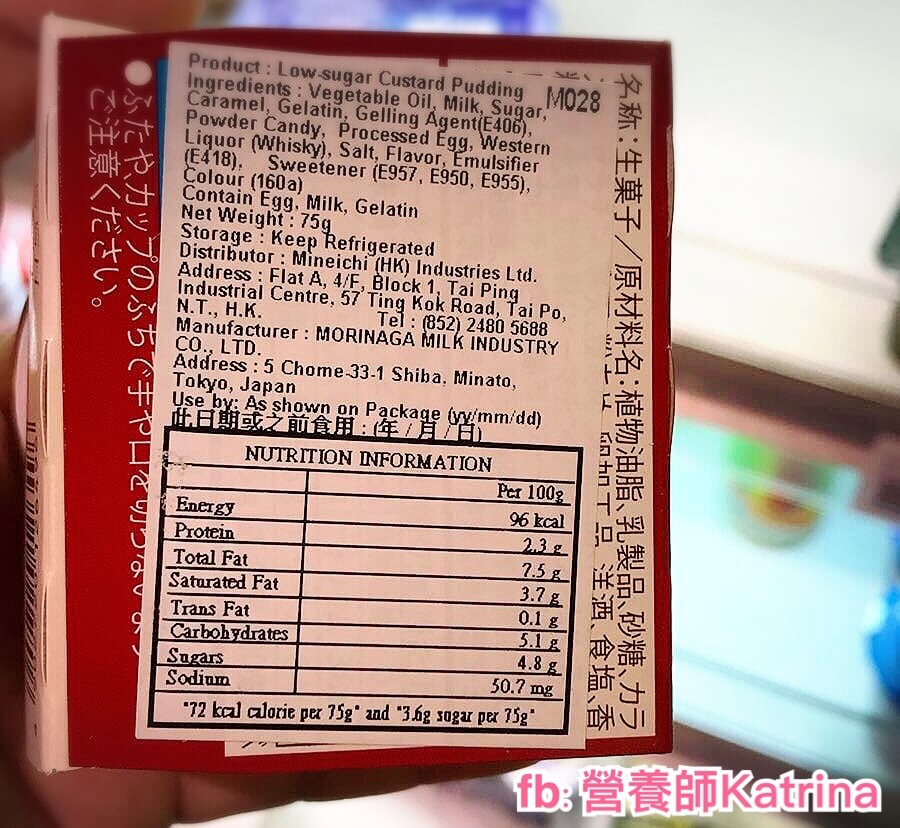 Product : Low-sugar Custard Pudding
M028
Ingredients : Vegetable Oil, Milk, Sugar,
Caramel, Gelatin, Gelling Agent(E406),
Powder Candy, Processed Egg, Western
Liquor (Whisky), Salt, Flavor, Emulsifier
(E418), Sweetener (E957, E950, E955),
Colour (160a)
Contain Egg, Milk, Gelatin
Net Weight : 75g
Storage : Keep Refrigerated
Distributor : Mineichi (HK) Industries Ltd.
Address : Flat A, 4/F, Block 1, Tai Ping
Industrial Centre, 57 Ting Kok Road, Tai Po,
N.T., H.K. Tel : (852) 2480 5688
Manufacturer : MORINAGA MILK INDUSTRY
CO., LTD.
Address : 5 Chome-33-1 Shiba, Minato,
Tokyo, Japan
Use by: As shown on Package (yy/mm/dd)
此日期或之前食用 : (年 / 月 / 日)
NUTRITION INFORMATION
Per 100g
Energy 96 kcal
Protein 2.3 g
Total Fat 7.5 g
Saturated Fat 3.7 g
Trans Fat 0.1 g
Carbohydrates 5.1 g
Sugars 4.8 g
Sodium 50.7 mg
"72 kcal calorie per 75g" and "3.6g sugar per 75g"
名称:生菓子/原材料名:植物油脂、乳製品、砂糖、カラ
洋酒、食塩、香
●ふたやカップのふちで手や口を切らないよう
ご注意ください。
fb: 營養師Katrina